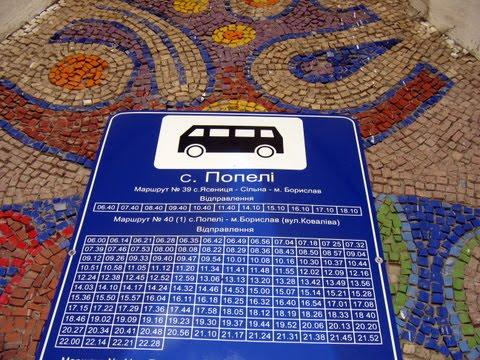 с. Попелі
Маршрут № 39 с.Ясениця - Сільна - м. Борислав
Відправлення
06.40 07.40 08.40 09.40 10.40 11.40 14.10 15.10 16.10 17.10 18.10
Маршрут № 40 (1) с.Попелі - м.Борислав (вул.Коваліва)
Відправлення
06.00 06.14 06.21 06.28 06.35 06.42 06.49 06.56 07.04 07.18 07.25 07.32
07.39 07.46 07.53 08.00 08.08 08.22 08.29 08.36 08.43 08.50 08.57 09.04
09.12 09.26 09.33 09.40 09.47 09.54 10.01 10.08 10.16 10.30 10.37 10.44
10.51 10.58 11.05 11.12 11.20 11.34 11.41 11.48 11.55 12.02 12.09 12.16
12.24 12.38 12.45 12.52 12.59 13.06 13.13 13.20 13.28 13.42 13.49 13.56
14.03 14.10 14.17 14.24 14.32 14.46 14.53 15.00 15.07 15.14 15.21 15.28
15.36 15.50 15.57 16.04 16.11 16.18 16.25 16.32 16.40 16.54 17.01 17.08
17.15 17.22 17.29 17.36 17.44 17.58 18.05 18.12 18.19 18.26 18.33 18.40
18.46 19.02 19.09 19.16 19.23 19.30 19.37 19.44 19.52 20.06 20.13 20.20
20.27 20.34 20.41 20.48 20.56 21.10 21.17 21.24 21.31 21.38 21.45 21.52
22.00 22.14 22.21 22.28